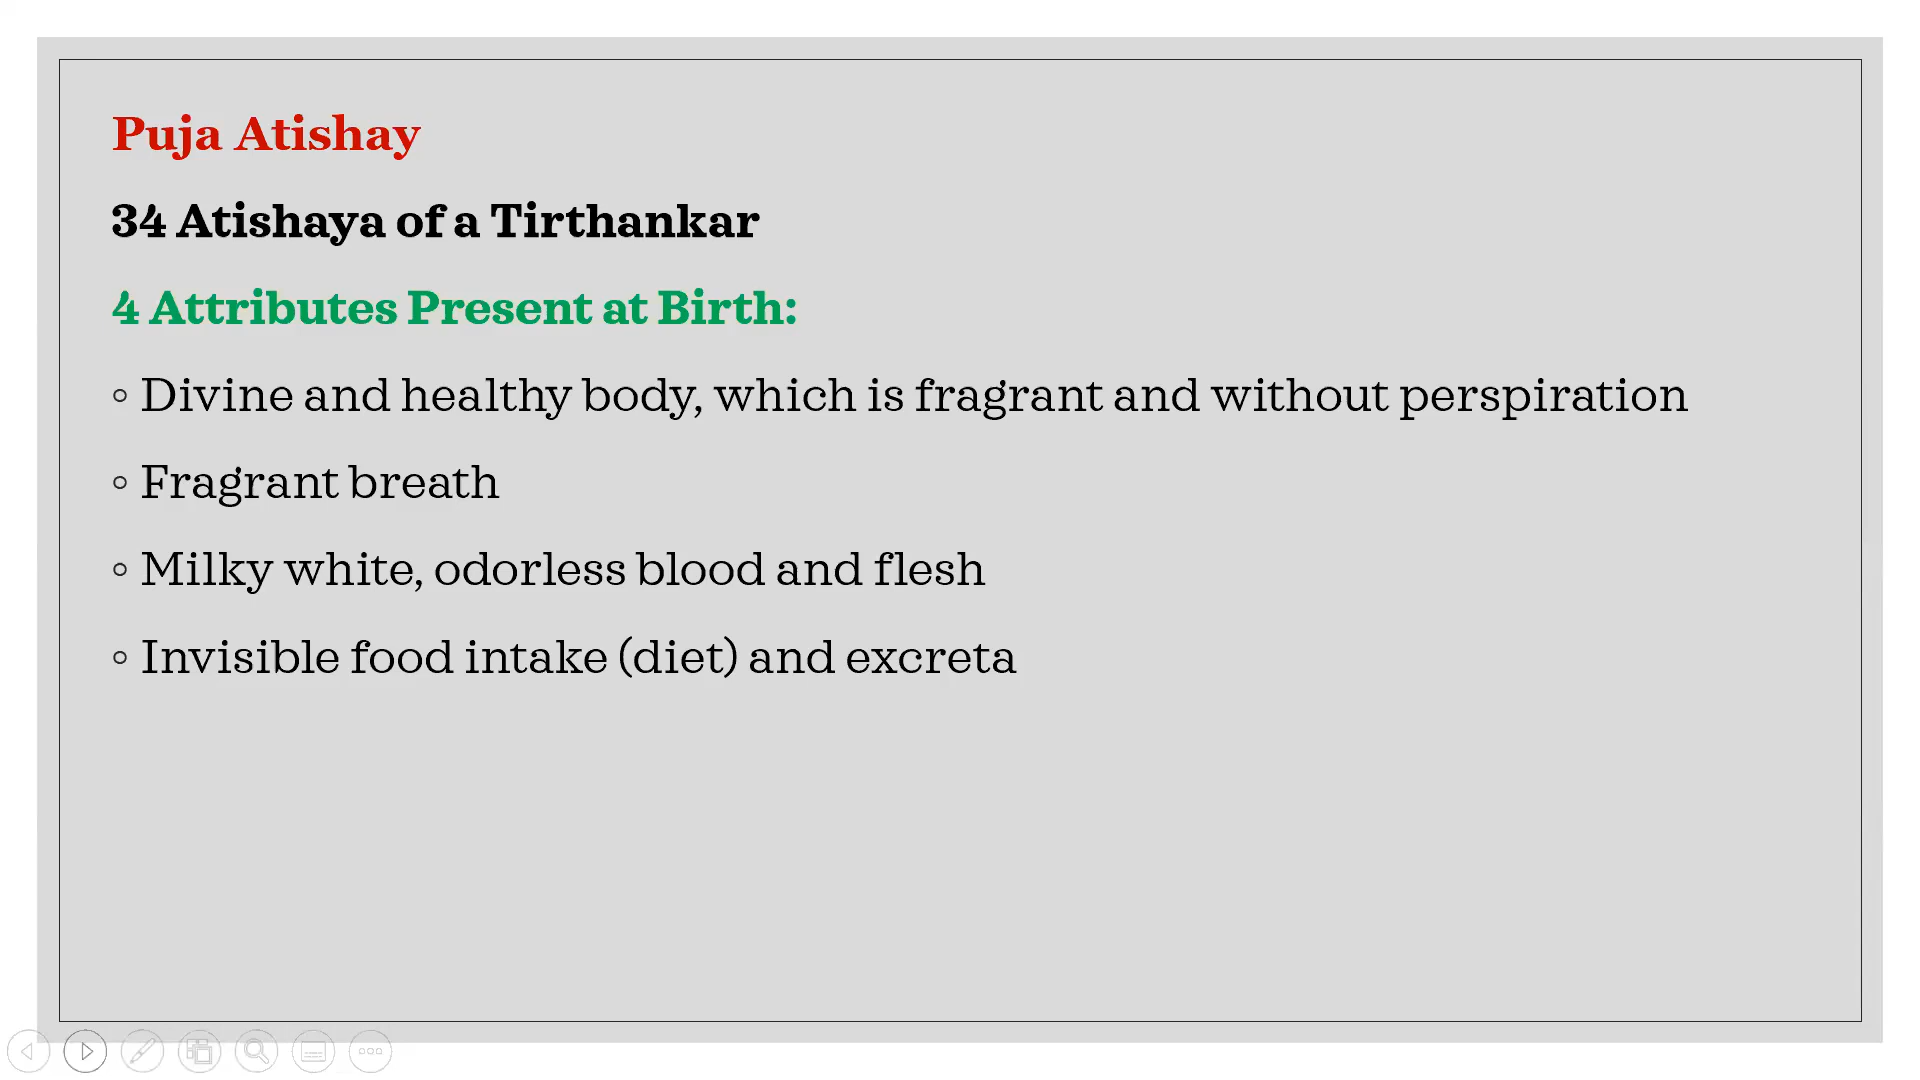 Puja Atishay
34 Atishaya of a Tirthankar
4 Attributes Present at Birth:
◦ Divine and healthy body, which is fragrant and without perspiration
◦ Fragrant breath
◦ Milky white, odorless blood and flesh
◦ Invisible food intake (diet) and excreta